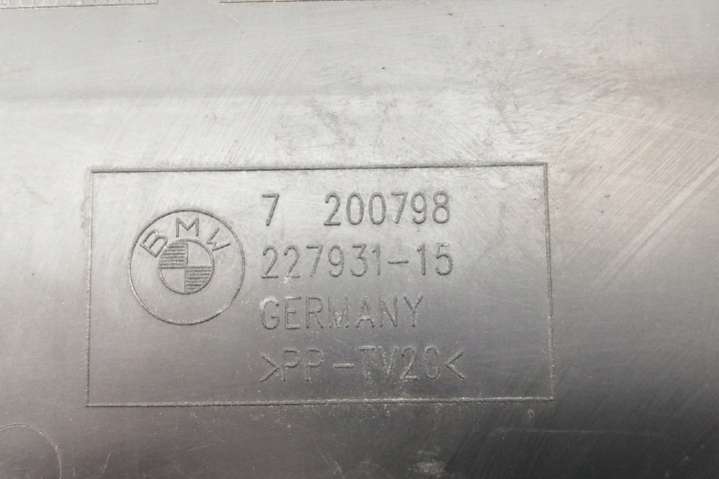 BMW
7 200798
227931-15
GERMANY
>PP-TV20<